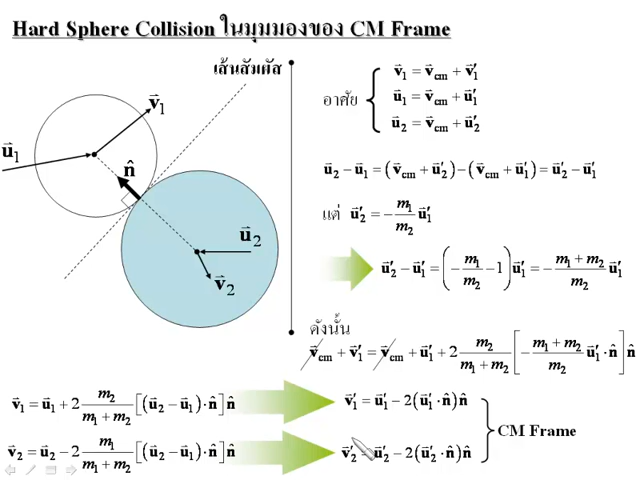 Hard Sphere Collision ในมุมมองของ CM Frame
เส้นสัมผัส
v⃗₁
u⃗₁
n̂
u⃗₂
v⃗₂
อาศัย
v⃗₁ = v⃗cm + v⃗′₁
u⃗₁ = v⃗cm + u⃗′₁
u⃗₂ = v⃗cm + u⃗′₂
u⃗₂ − u⃗₁ = (v⃗cm + u⃗′₂) − (v⃗cm + u⃗′₁) = u⃗′₂ − u⃗′₁
แต่ u⃗′₂ = −(m₁/m₂) u⃗′₁
u⃗′₂ − u⃗′₁ = (−m₁/m₂ − 1) u⃗′₁ = −((m₁ + m₂)/m₂) u⃗′₁
ดังนั้น
v⃗cm + v⃗′₁ = v⃗cm + u⃗′₁ + 2 (m₂/(m₁ + m₂)) [−((m₁ + m₂)/m₂) u⃗′₁ · n̂] n̂
v⃗₁ = u⃗₁ + 2 (m₂/(m₁ + m₂)) [(u⃗₂ − u⃗₁) · n̂] n̂
v⃗′₁ = u⃗′₁ − 2(u⃗′₁ · n̂) n̂
v⃗₂ = u⃗₂ − 2 (m₁/(m₁ + m₂)) [(u⃗₂ − u⃗₁) · n̂] n̂
v⃗′₂ = u⃗′₂ − 2(u⃗′₂ · n̂) n̂
CM Frame